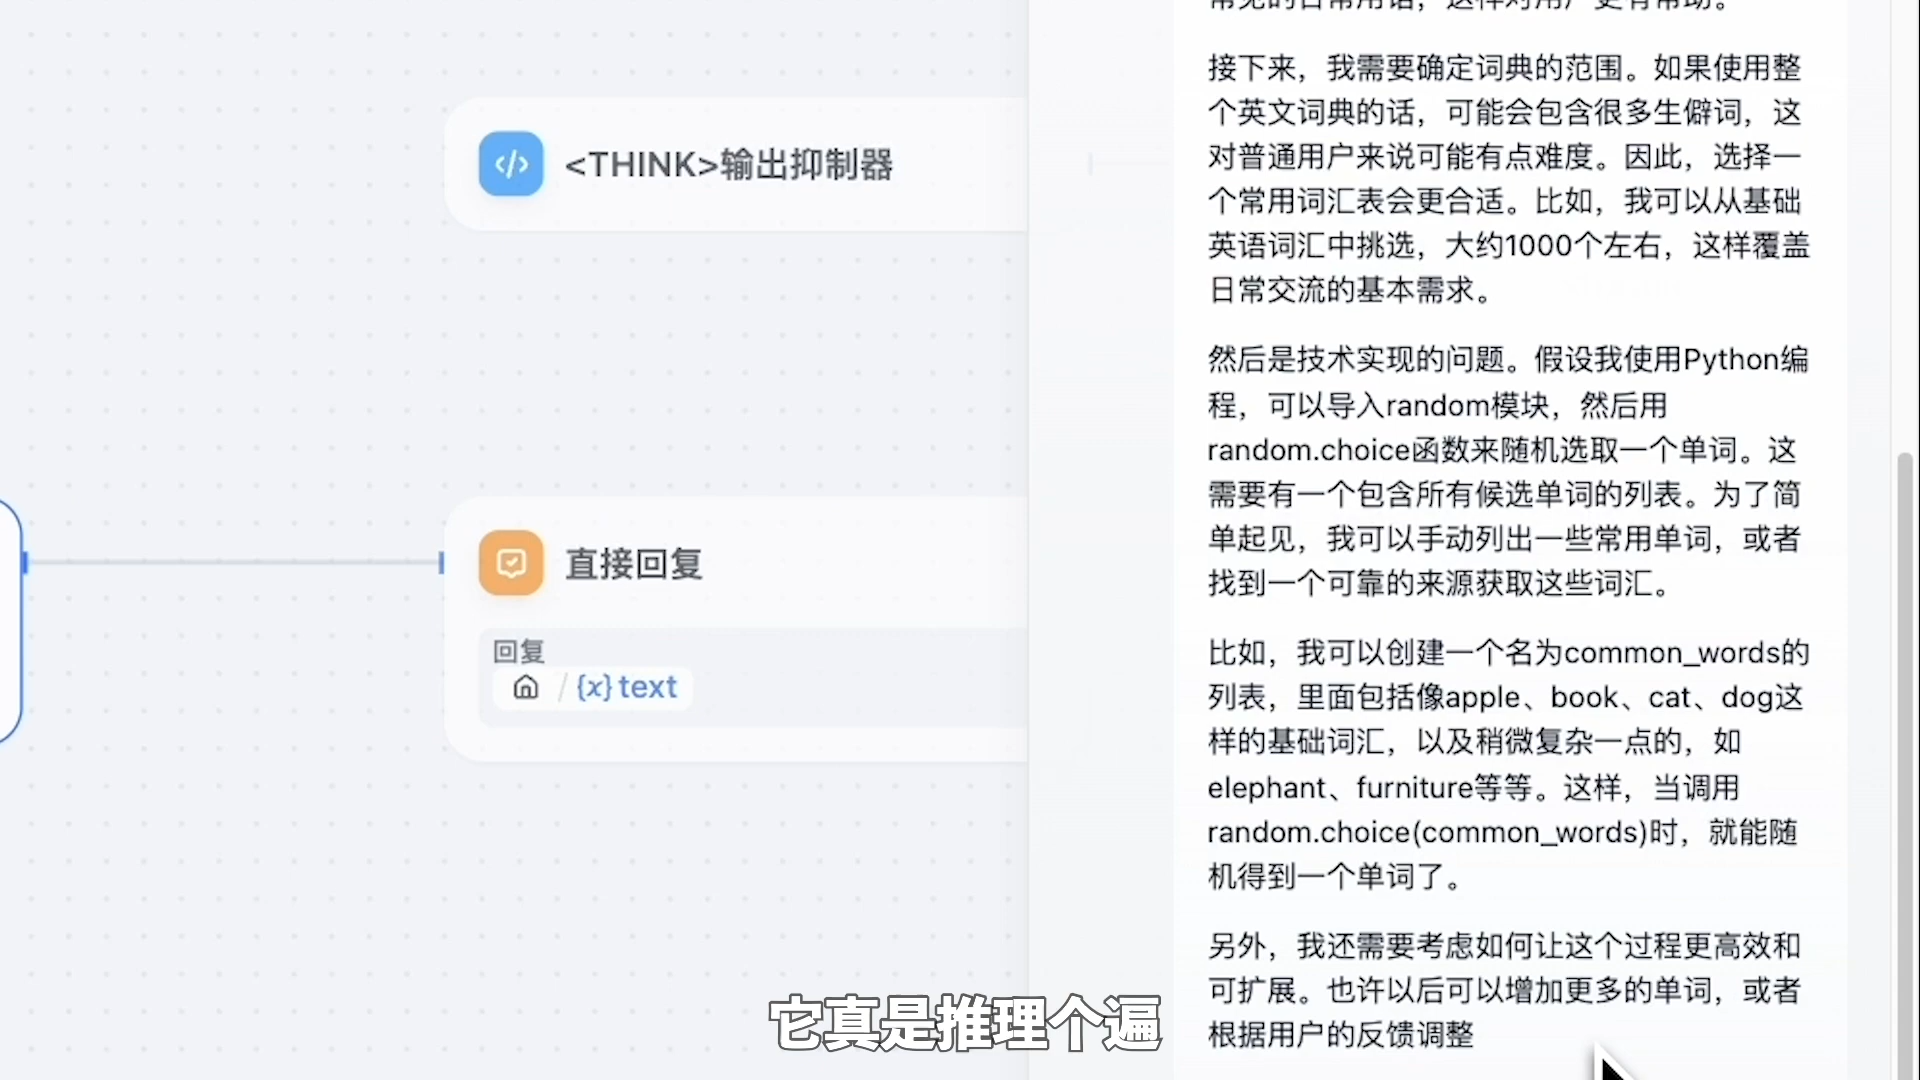 <THINK>输出抑制器
直接回复
回复
{x} text
常见的日常用语，这样对用户更有帮助。
接下来，我需要确定词典的范围。如果使用整
个英文词典的话，可能会包含很多生僻词，这
对普通用户来说可能有点难度。因此，选择一
个常用词汇表会更合适。比如，我可以从基础
英语词汇中挑选，大约1000个左右，这样覆盖
日常交流的基本需求。
然后是技术实现的问题。假设我使用Python编
程，可以导入random模块，然后用
random.choice函数来随机选取一个单词。这
需要有一个包含所有候选单词的列表。为了简
单起见，我可以手动列出一些常用单词，或者
找到一个可靠的来源获取这些词汇。
比如，我可以创建一个名为common_words的
列表，里面包括像apple、book、cat、dog这
样的基础词汇，以及稍微复杂一点的，如
elephant、furniture等等。这样，当调用
random.choice(common_words)时，就能随
机得到一个单词了。
另外，我还需要考虑如何让这个过程更高效和
可扩展。也许以后可以增加更多的单词，或者
根据用户的反馈调整
它真是推理个遍